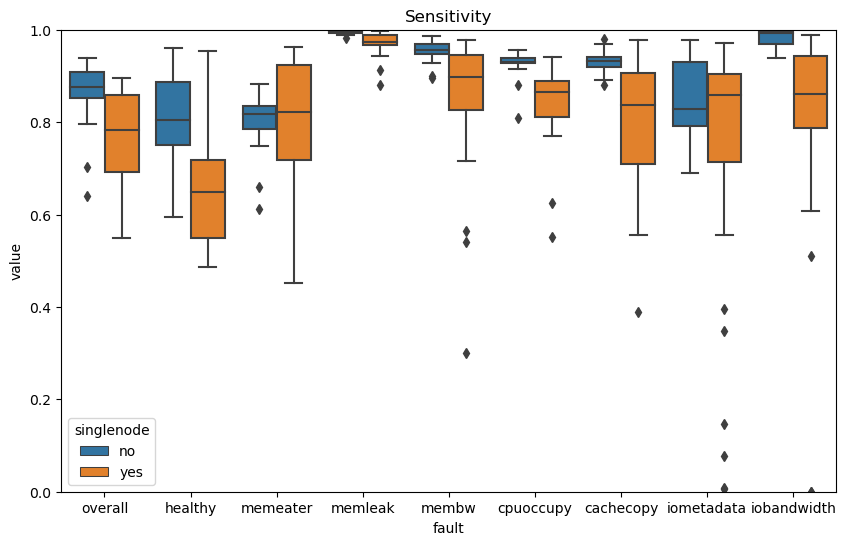 Sensitivity
1.0
0.8
0.6
0.4
0.2
0.0
value
singlenode
no
yes
overall healthy memeater memleak membw cpuoccupy cachecopy iometadata iobandwidth
fault